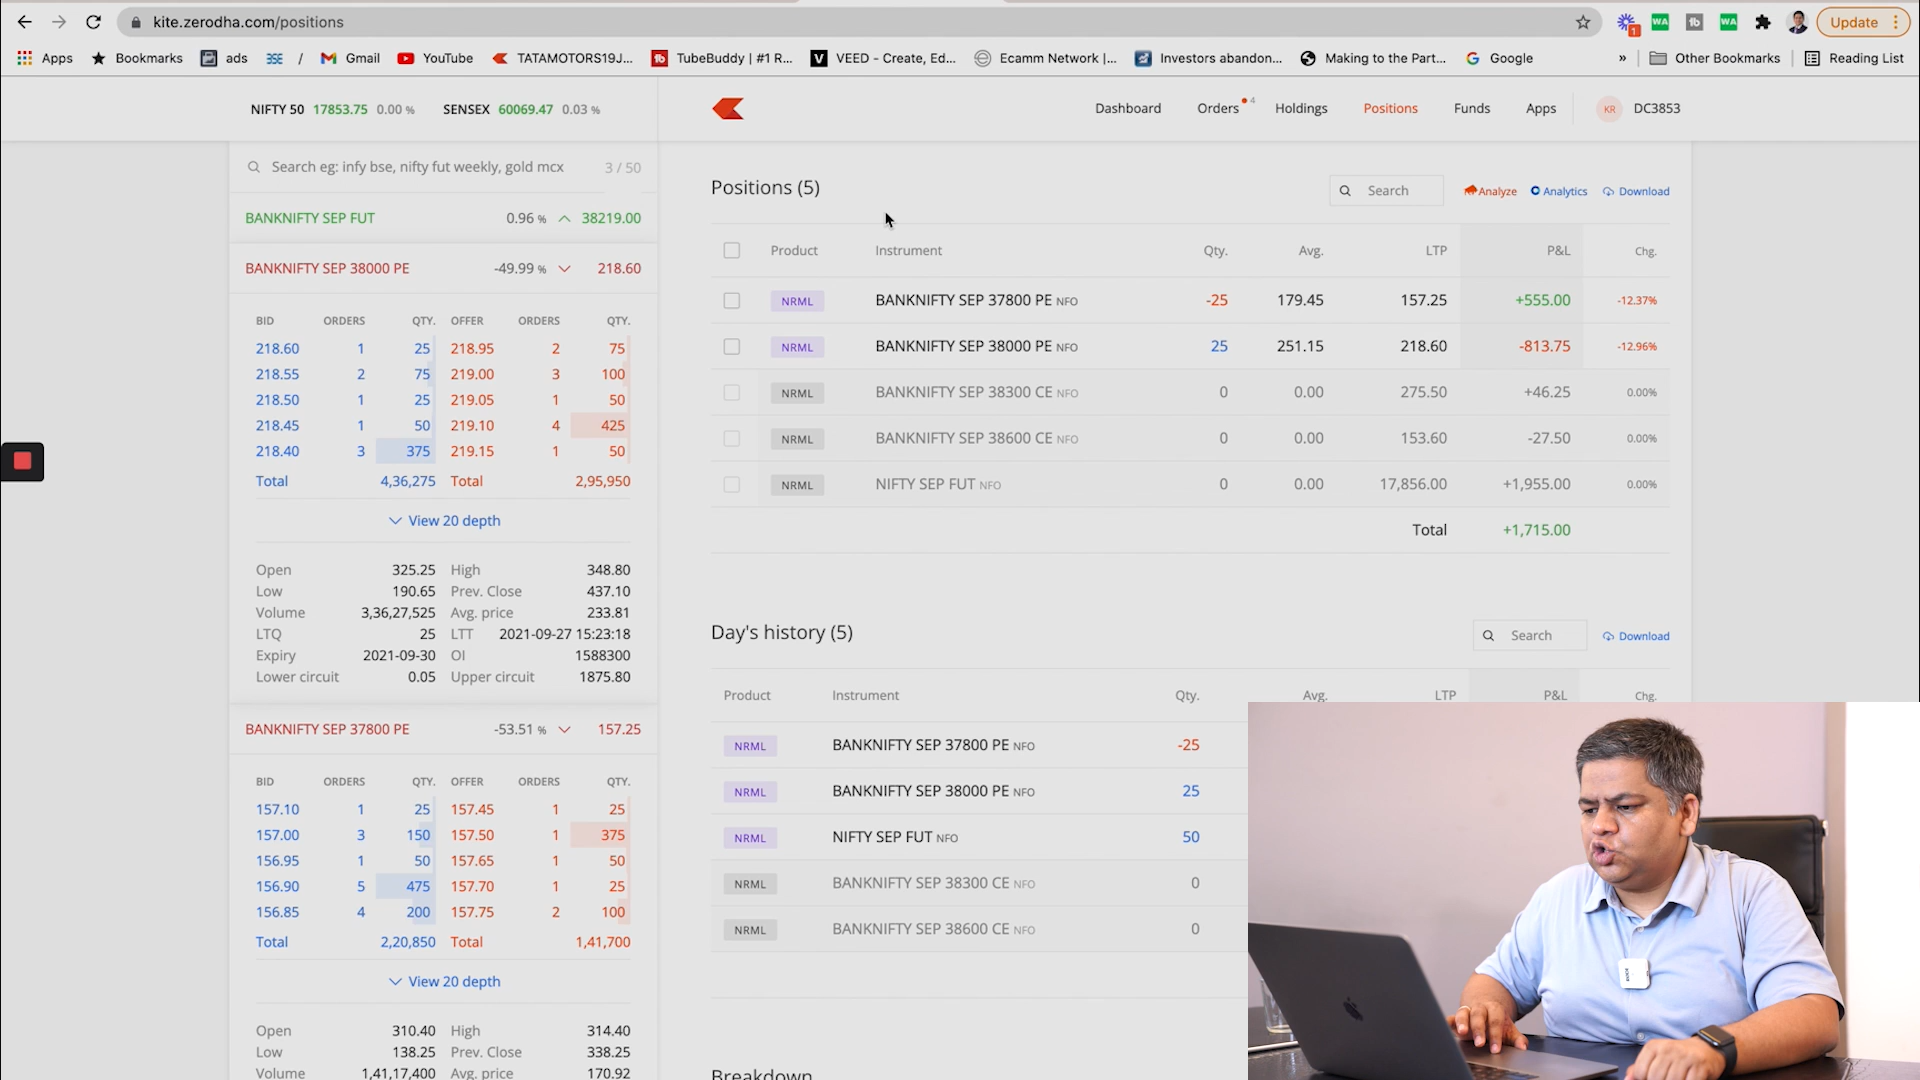 kite.zerodha.com/positions
1 WA tb WA Update
Apps Bookmarks ads / Gmail YouTube TATAMOTORS19J... TubeBuddy | #1 R... VEED - Create, Ed... Ecamm Network |... Investors abandon... Making to the Part... Google » Other Bookmarks Reading List
NIFTY 50 17853.75 0.00 % SENSEX 60069.47 0.03 %
Dashboard Orders 4 Holdings Positions Funds Apps KR DC3853
Search eg: infy bse, nifty fut weekly, gold mcx 3 / 50
BANKNIFTY SEP FUT 0.96 % 38219.00
BANKNIFTY SEP 38000 PE -49.99 % 218.60
BID ORDERS QTY. OFFER ORDERS QTY.
218.60 1 25 218.95 2 75
218.55 2 75 219.00 3 100
218.50 1 25 219.05 1 50
218.45 1 50 219.10 4 425
218.40 3 375 219.15 1 50
Total 4,36,275 Total 2,95,950
View 20 depth
Open 325.25 High 348.80
Low 190.65 Prev. Close 437.10
Volume 3,36,27,525 Avg. price 233.81
LTQ 25 LTT 2021-09-27 15:23:18
Expiry 2021-09-30 OI 1588300
Lower circuit 0.05 Upper circuit 1875.80
BANKNIFTY SEP 37800 PE -53.51 % 157.25
BID ORDERS QTY. OFFER ORDERS QTY.
157.10 1 25 157.45 1 25
157.00 3 150 157.50 1 375
156.95 1 50 157.65 1 50
156.90 5 475 157.70 1 25
156.85 4 200 157.75 2 100
Total 2,20,850 Total 1,41,700
View 20 depth
Open 310.40 High 314.40
Low 138.25 Prev. Close 338.25
Volume 1,41,17,400 Avg. price 170.92
Positions (5) Search Analyze Analytics Download
Product Instrument Qty. Avg. LTP P&L Chg.
NRML BANKNIFTY SEP 37800 PE NFO -25 179.45 157.25 +555.00 -12.37%
NRML BANKNIFTY SEP 38000 PE NFO 25 251.15 218.60 -813.75 -12.96%
NRML BANKNIFTY SEP 38300 CE NFO 0 0.00 275.50 +46.25 0.00%
NRML BANKNIFTY SEP 38600 CE NFO 0 0.00 153.60 -27.50 0.00%
NRML NIFTY SEP FUT NFO 0 0.00 17,856.00 +1,955.00 0.00%
Total +1,715.00
Day's history (5) Search Download
Product Instrument Qty. Avg. LTP P&L Chg.
NRML BANKNIFTY SEP 37800 PE NFO -25
NRML BANKNIFTY SEP 38000 PE NFO 25
NRML NIFTY SEP FUT NFO 50
NRML BANKNIFTY SEP 38300 CE NFO 0
NRML BANKNIFTY SEP 38600 CE NFO 0
Breakdown